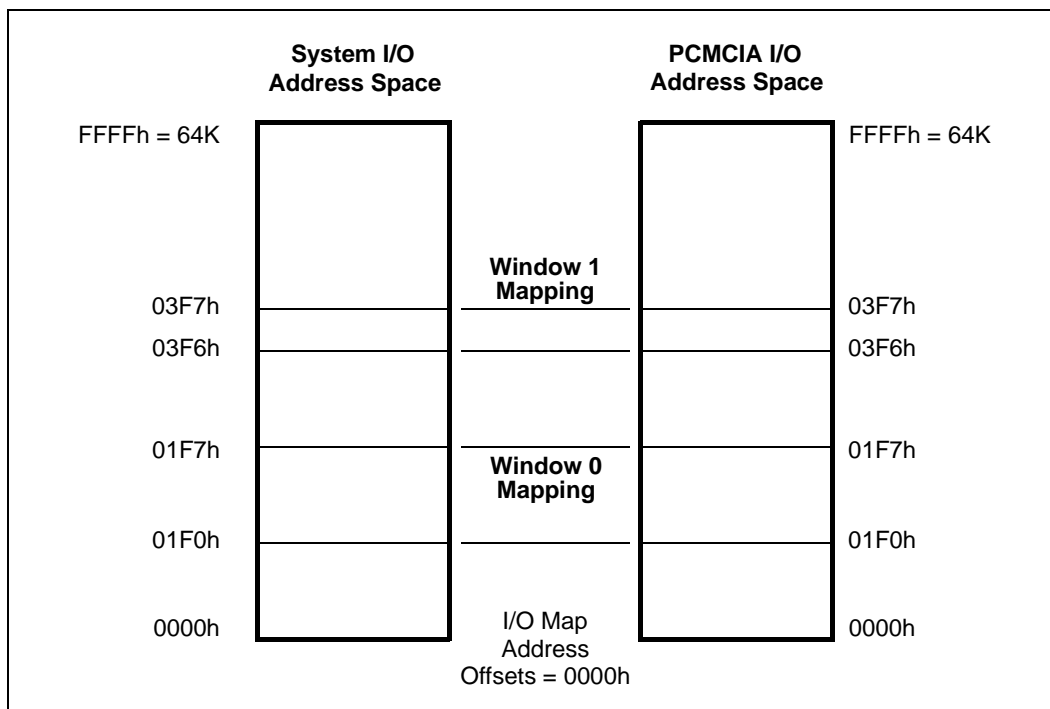 System I/O
Address Space
PCMCIA I/O
Address Space
FFFFh = 64K
FFFFh = 64K
Window 1
Mapping
03F7h
03F7h
03F6h
03F6h
01F7h
01F7h
Window 0
Mapping
01F0h
01F0h
0000h
I/O Map
Address
Offsets = 0000h
0000h